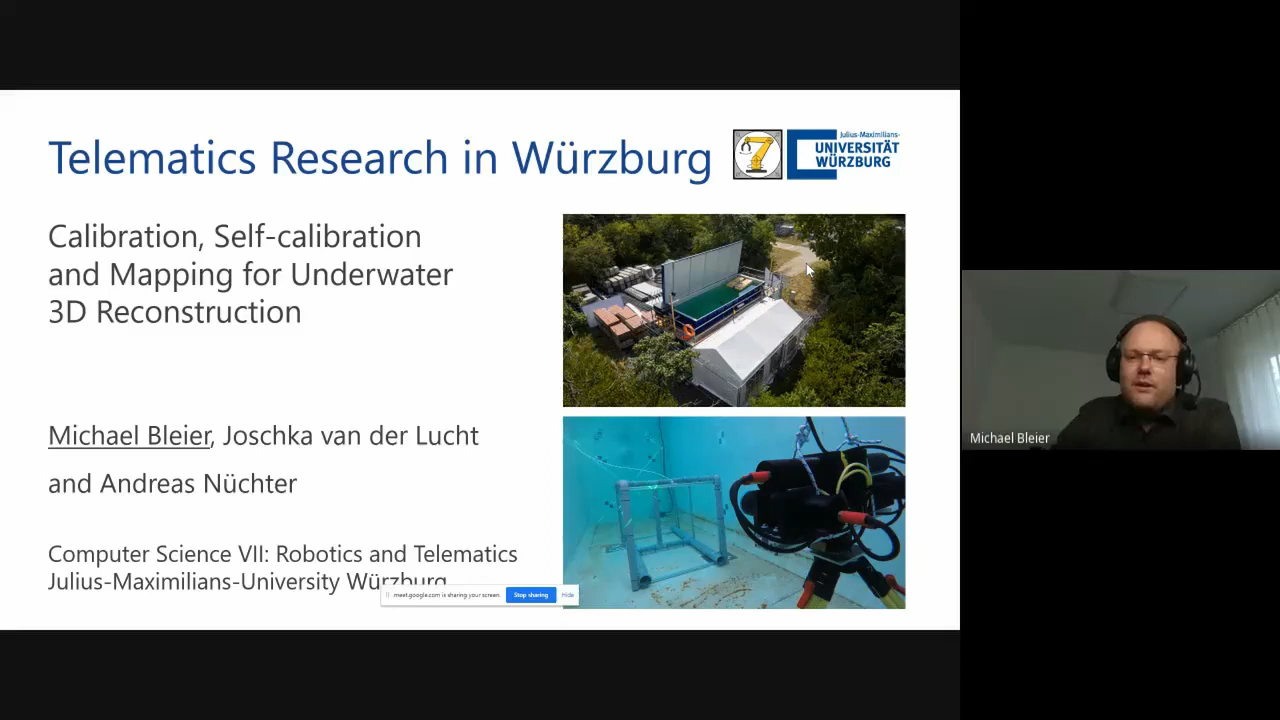 Telematics Research in Würzburg
Julius-Maximilians-
UNIVERSITÄT
WÜRZBURG
Calibration, Self-calibration
and Mapping for Underwater
3D Reconstruction
Michael Bleier, Joschka van der Lucht
and Andreas Nüchter
Computer Science VII: Robotics and Telematics
Julius-Maximilians-University Würzburg
meet.google.com is sharing your screen.
Stop sharing
Hide
Michael Bleier